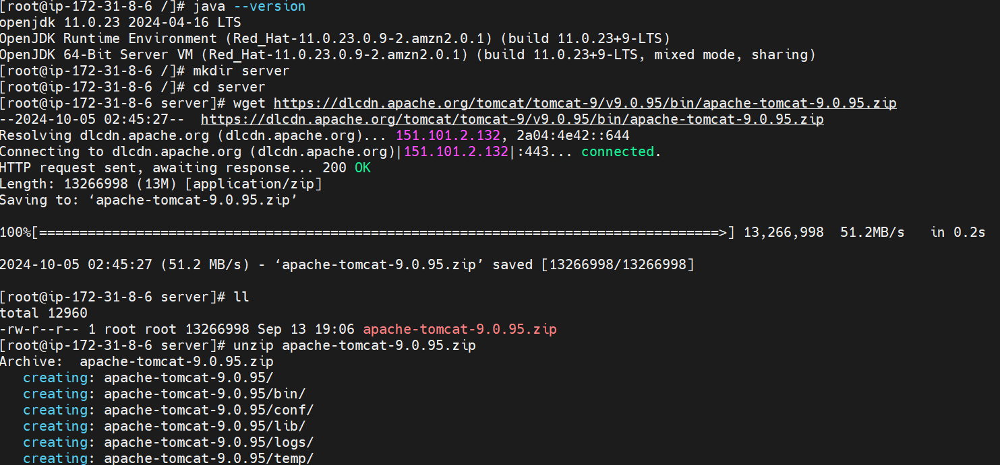 [root@ip-172-31-8-6 /]# java --version
openjdk 11.0.23 2024-04-16 LTS
OpenJDK Runtime Environment (Red_Hat-11.0.23.0.9-2.amzn2.0.1) (build 11.0.23+9-LTS)
OpenJDK 64-Bit Server VM (Red_Hat-11.0.23.0.9-2.amzn2.0.1) (build 11.0.23+9-LTS, mixed mode, sharing)
[root@ip-172-31-8-6 /]# mkdir server
[root@ip-172-31-8-6 /]# cd server
[root@ip-172-31-8-6 server]# wget https://dlcdn.apache.org/tomcat/tomcat-9/v9.0.95/bin/apache-tomcat-9.0.95.zip
--2024-10-05 02:45:27--  https://dlcdn.apache.org/tomcat/tomcat-9/v9.0.95/bin/apache-tomcat-9.0.95.zip
Resolving dlcdn.apache.org (dlcdn.apache.org)... 151.101.2.132, 2a04:4e42::644
Connecting to dlcdn.apache.org (dlcdn.apache.org)|151.101.2.132|:443... connected.
HTTP request sent, awaiting response... 200 OK
Length: 13266998 (13M) [application/zip]
Saving to: ‘apache-tomcat-9.0.95.zip’
100%[=====================================================================================>] 13,266,998  51.2MB/s   in 0.2s
2024-10-05 02:45:27 (51.2 MB/s) - ‘apache-tomcat-9.0.95.zip’ saved [13266998/13266998]
[root@ip-172-31-8-6 server]# ll
total 12960
-rw-r--r-- 1 root root 13266998 Sep 13 19:06 apache-tomcat-9.0.95.zip
[root@ip-172-31-8-6 server]# unzip apache-tomcat-9.0.95.zip
Archive:  apache-tomcat-9.0.95.zip
   creating: apache-tomcat-9.0.95/
   creating: apache-tomcat-9.0.95/bin/
   creating: apache-tomcat-9.0.95/conf/
   creating: apache-tomcat-9.0.95/lib/
   creating: apache-tomcat-9.0.95/logs/
   creating: apache-tomcat-9.0.95/temp/